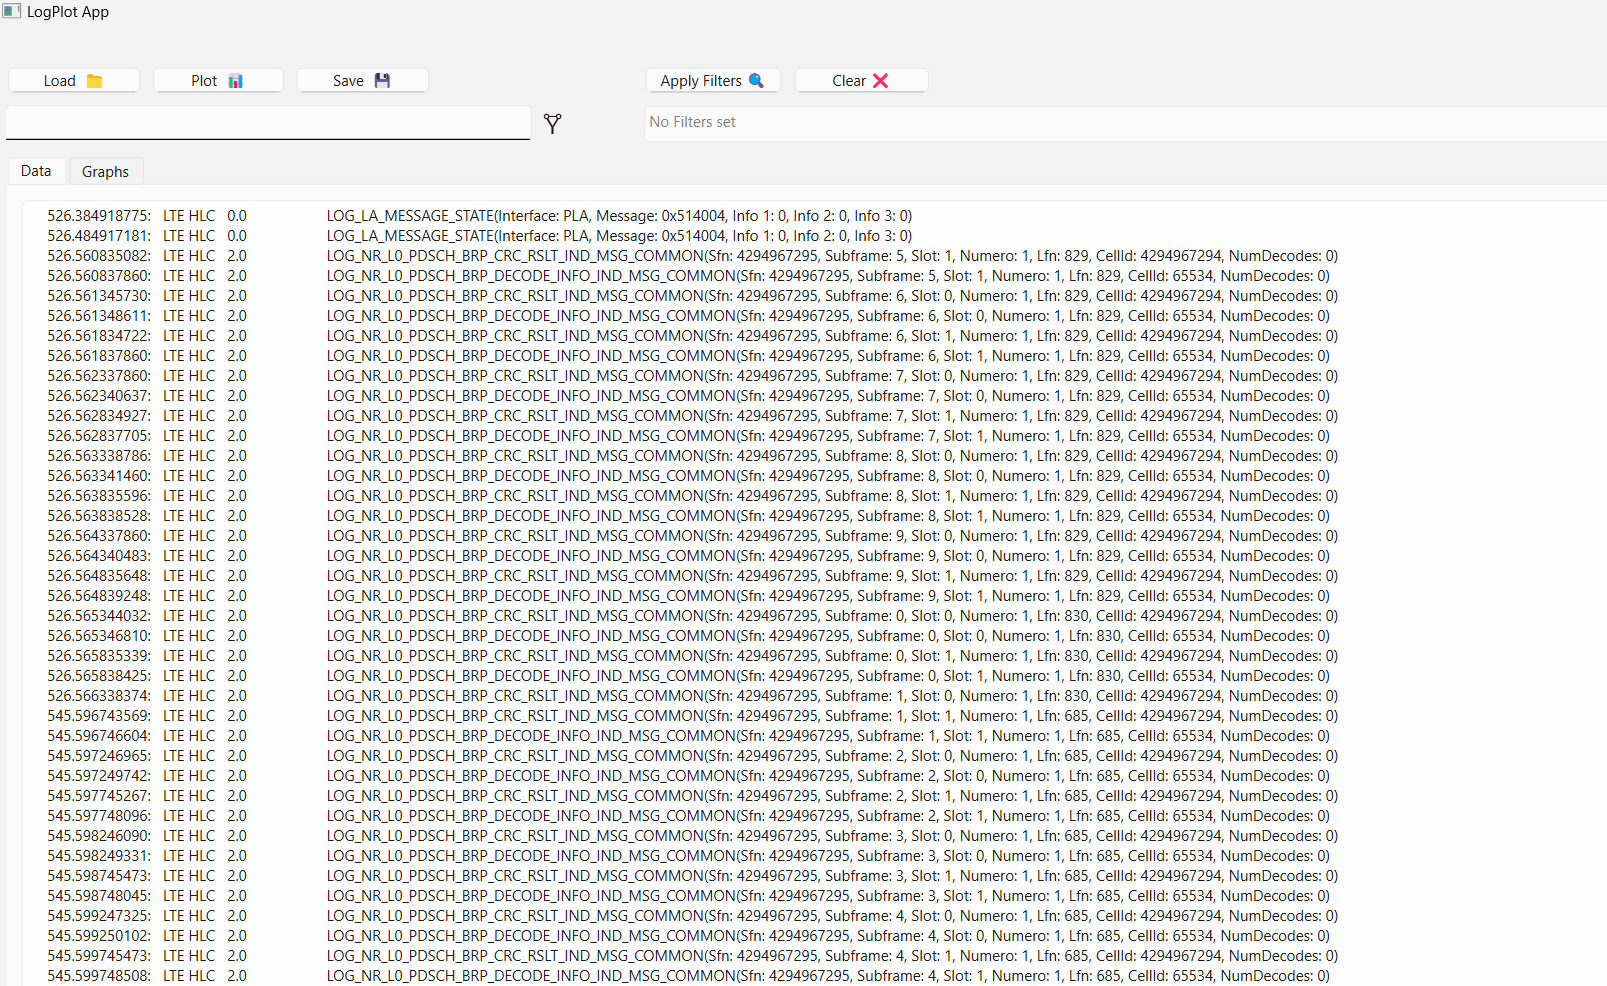 LogPlot App
Load Plot Save Apply Filters Clear
No Filters set
Data Graphs
526.384918775: LTE HLC 0.0 LOG_LA_MESSAGE_STATE(Interface: PLA, Message: 0x514004, Info 1: 0, Info 2: 0, Info 3: 0)
526.484917181: LTE HLC 0.0 LOG_LA_MESSAGE_STATE(Interface: PLA, Message: 0x514004, Info 1: 0, Info 2: 0, Info 3: 0)
526.560835082: LTE HLC 2.0 LOG_NR_L0_PDSCH_BRP_CRC_RSLT_IND_MSG_COMMON(Sfn: 4294967295, Subframe: 5, Slot: 1, Numero: 1, Lfn: 829, CellId: 4294967294, NumDecodes: 0)
526.560837860: LTE HLC 2.0 LOG_NR_L0_PDSCH_BRP_DECODE_INFO_IND_MSG_COMMON(Sfn: 4294967295, Subframe: 5, Slot: 1, Numero: 1, Lfn: 829, CellId: 65534, NumDecodes: 0)
526.561345730: LTE HLC 2.0 LOG_NR_L0_PDSCH_BRP_CRC_RSLT_IND_MSG_COMMON(Sfn: 4294967295, Subframe: 6, Slot: 0, Numero: 1, Lfn: 829, CellId: 4294967294, NumDecodes: 0)
526.561348611: LTE HLC 2.0 LOG_NR_L0_PDSCH_BRP_DECODE_INFO_IND_MSG_COMMON(Sfn: 4294967295, Subframe: 6, Slot: 0, Numero: 1, Lfn: 829, CellId: 65534, NumDecodes: 0)
526.561834722: LTE HLC 2.0 LOG_NR_L0_PDSCH_BRP_CRC_RSLT_IND_MSG_COMMON(Sfn: 4294967295, Subframe: 6, Slot: 1, Numero: 1, Lfn: 829, CellId: 4294967294, NumDecodes: 0)
526.561837860: LTE HLC 2.0 LOG_NR_L0_PDSCH_BRP_DECODE_INFO_IND_MSG_COMMON(Sfn: 4294967295, Subframe: 6, Slot: 1, Numero: 1, Lfn: 829, CellId: 65534, NumDecodes: 0)
526.562337860: LTE HLC 2.0 LOG_NR_L0_PDSCH_BRP_CRC_RSLT_IND_MSG_COMMON(Sfn: 4294967295, Subframe: 7, Slot: 0, Numero: 1, Lfn: 829, CellId: 4294967294, NumDecodes: 0)
526.562340637: LTE HLC 2.0 LOG_NR_L0_PDSCH_BRP_DECODE_INFO_IND_MSG_COMMON(Sfn: 4294967295, Subframe: 7, Slot: 0, Numero: 1, Lfn: 829, CellId: 65534, NumDecodes: 0)
526.562834927: LTE HLC 2.0 LOG_NR_L0_PDSCH_BRP_CRC_RSLT_IND_MSG_COMMON(Sfn: 4294967295, Subframe: 7, Slot: 1, Numero: 1, Lfn: 829, CellId: 4294967294, NumDecodes: 0)
526.562837705: LTE HLC 2.0 LOG_NR_L0_PDSCH_BRP_DECODE_INFO_IND_MSG_COMMON(Sfn: 4294967295, Subframe: 7, Slot: 1, Numero: 1, Lfn: 829, CellId: 65534, NumDecodes: 0)
526.563338786: LTE HLC 2.0 LOG_NR_L0_PDSCH_BRP_CRC_RSLT_IND_MSG_COMMON(Sfn: 4294967295, Subframe: 8, Slot: 0, Numero: 1, Lfn: 829, CellId: 4294967294, NumDecodes: 0)
526.563341460: LTE HLC 2.0 LOG_NR_L0_PDSCH_BRP_DECODE_INFO_IND_MSG_COMMON(Sfn: 4294967295, Subframe: 8, Slot: 0, Numero: 1, Lfn: 829, CellId: 65534, NumDecodes: 0)
526.563835596: LTE HLC 2.0 LOG_NR_L0_PDSCH_BRP_CRC_RSLT_IND_MSG_COMMON(Sfn: 4294967295, Subframe: 8, Slot: 1, Numero: 1, Lfn: 829, CellId: 4294967294, NumDecodes: 0)
526.563838528: LTE HLC 2.0 LOG_NR_L0_PDSCH_BRP_DECODE_INFO_IND_MSG_COMMON(Sfn: 4294967295, Subframe: 8, Slot: 1, Numero: 1, Lfn: 829, CellId: 65534, NumDecodes: 0)
526.564337860: LTE HLC 2.0 LOG_NR_L0_PDSCH_BRP_CRC_RSLT_IND_MSG_COMMON(Sfn: 4294967295, Subframe: 9, Slot: 0, Numero: 1, Lfn: 829, CellId: 4294967294, NumDecodes: 0)
526.564340483: LTE HLC 2.0 LOG_NR_L0_PDSCH_BRP_DECODE_INFO_IND_MSG_COMMON(Sfn: 4294967295, Subframe: 9, Slot: 0, Numero: 1, Lfn: 829, CellId: 65534, NumDecodes: 0)
526.564835648: LTE HLC 2.0 LOG_NR_L0_PDSCH_BRP_CRC_RSLT_IND_MSG_COMMON(Sfn: 4294967295, Subframe: 9, Slot: 1, Numero: 1, Lfn: 829, CellId: 4294967294, NumDecodes: 0)
526.564839248: LTE HLC 2.0 LOG_NR_L0_PDSCH_BRP_DECODE_INFO_IND_MSG_COMMON(Sfn: 4294967295, Subframe: 9, Slot: 1, Numero: 1, Lfn: 829, CellId: 65534, NumDecodes: 0)
526.565344032: LTE HLC 2.0 LOG_NR_L0_PDSCH_BRP_CRC_RSLT_IND_MSG_COMMON(Sfn: 4294967295, Subframe: 0, Slot: 0, Numero: 1, Lfn: 830, CellId: 4294967294, NumDecodes: 0)
526.565346810: LTE HLC 2.0 LOG_NR_L0_PDSCH_BRP_DECODE_INFO_IND_MSG_COMMON(Sfn: 4294967295, Subframe: 0, Slot: 0, Numero: 1, Lfn: 830, CellId: 65534, NumDecodes: 0)
526.565835339: LTE HLC 2.0 LOG_NR_L0_PDSCH_BRP_CRC_RSLT_IND_MSG_COMMON(Sfn: 4294967295, Subframe: 0, Slot: 1, Numero: 1, Lfn: 830, CellId: 4294967294, NumDecodes: 0)
526.565838425: LTE HLC 2.0 LOG_NR_L0_PDSCH_BRP_DECODE_INFO_IND_MSG_COMMON(Sfn: 4294967295, Subframe: 0, Slot: 1, Numero: 1, Lfn: 830, CellId: 65534, NumDecodes: 0)
526.566338374: LTE HLC 2.0 LOG_NR_L0_PDSCH_BRP_CRC_RSLT_IND_MSG_COMMON(Sfn: 4294967295, Subframe: 1, Slot: 0, Numero: 1, Lfn: 830, CellId: 4294967294, NumDecodes: 0)
545.596743569: LTE HLC 2.0 LOG_NR_L0_PDSCH_BRP_CRC_RSLT_IND_MSG_COMMON(Sfn: 4294967295, Subframe: 1, Slot: 1, Numero: 1, Lfn: 685, CellId: 4294967294, NumDecodes: 0)
545.596746604: LTE HLC 2.0 LOG_NR_L0_PDSCH_BRP_DECODE_INFO_IND_MSG_COMMON(Sfn: 4294967295, Subframe: 1, Slot: 1, Numero: 1, Lfn: 685, CellId: 65534, NumDecodes: 0)
545.597246965: LTE HLC 2.0 LOG_NR_L0_PDSCH_BRP_CRC_RSLT_IND_MSG_COMMON(Sfn: 4294967295, Subframe: 2, Slot: 0, Numero: 1, Lfn: 685, CellId: 4294967294, NumDecodes: 0)
545.597249742: LTE HLC 2.0 LOG_NR_L0_PDSCH_BRP_DECODE_INFO_IND_MSG_COMMON(Sfn: 4294967295, Subframe: 2, Slot: 0, Numero: 1, Lfn: 685, CellId: 65534, NumDecodes: 0)
545.597745267: LTE HLC 2.0 LOG_NR_L0_PDSCH_BRP_CRC_RSLT_IND_MSG_COMMON(Sfn: 4294967295, Subframe: 2, Slot: 1, Numero: 1, Lfn: 685, CellId: 4294967294, NumDecodes: 0)
545.597748096: LTE HLC 2.0 LOG_NR_L0_PDSCH_BRP_DECODE_INFO_IND_MSG_COMMON(Sfn: 4294967295, Subframe: 2, Slot: 1, Numero: 1, Lfn: 685, CellId: 65534, NumDecodes: 0)
545.598246090: LTE HLC 2.0 LOG_NR_L0_PDSCH_BRP_CRC_RSLT_IND_MSG_COMMON(Sfn: 4294967295, Subframe: 3, Slot: 0, Numero: 1, Lfn: 685, CellId: 4294967294, NumDecodes: 0)
545.598249331: LTE HLC 2.0 LOG_NR_L0_PDSCH_BRP_DECODE_INFO_IND_MSG_COMMON(Sfn: 4294967295, Subframe: 3, Slot: 0, Numero: 1, Lfn: 685, CellId: 65534, NumDecodes: 0)
545.598745473: LTE HLC 2.0 LOG_NR_L0_PDSCH_BRP_CRC_RSLT_IND_MSG_COMMON(Sfn: 4294967295, Subframe: 3, Slot: 1, Numero: 1, Lfn: 685, CellId: 4294967294, NumDecodes: 0)
545.598748045: LTE HLC 2.0 LOG_NR_L0_PDSCH_BRP_DECODE_INFO_IND_MSG_COMMON(Sfn: 4294967295, Subframe: 3, Slot: 1, Numero: 1, Lfn: 685, CellId: 65534, NumDecodes: 0)
545.599247325: LTE HLC 2.0 LOG_NR_L0_PDSCH_BRP_CRC_RSLT_IND_MSG_COMMON(Sfn: 4294967295, Subframe: 4, Slot: 0, Numero: 1, Lfn: 685, CellId: 4294967294, NumDecodes: 0)
545.599250102: LTE HLC 2.0 LOG_NR_L0_PDSCH_BRP_DECODE_INFO_IND_MSG_COMMON(Sfn: 4294967295, Subframe: 4, Slot: 0, Numero: 1, Lfn: 685, CellId: 65534, NumDecodes: 0)
545.599745473: LTE HLC 2.0 LOG_NR_L0_PDSCH_BRP_CRC_RSLT_IND_MSG_COMMON(Sfn: 4294967295, Subframe: 4, Slot: 1, Numero: 1, Lfn: 685, CellId: 4294967294, NumDecodes: 0)
545.599748508: LTE HLC 2.0 LOG_NR_L0_PDSCH_BRP_DECODE_INFO_IND_MSG_COMMON(Sfn: 4294967295, Subframe: 4, Slot: 1, Numero: 1, Lfn: 685, CellId: 65534, NumDecodes: 0)